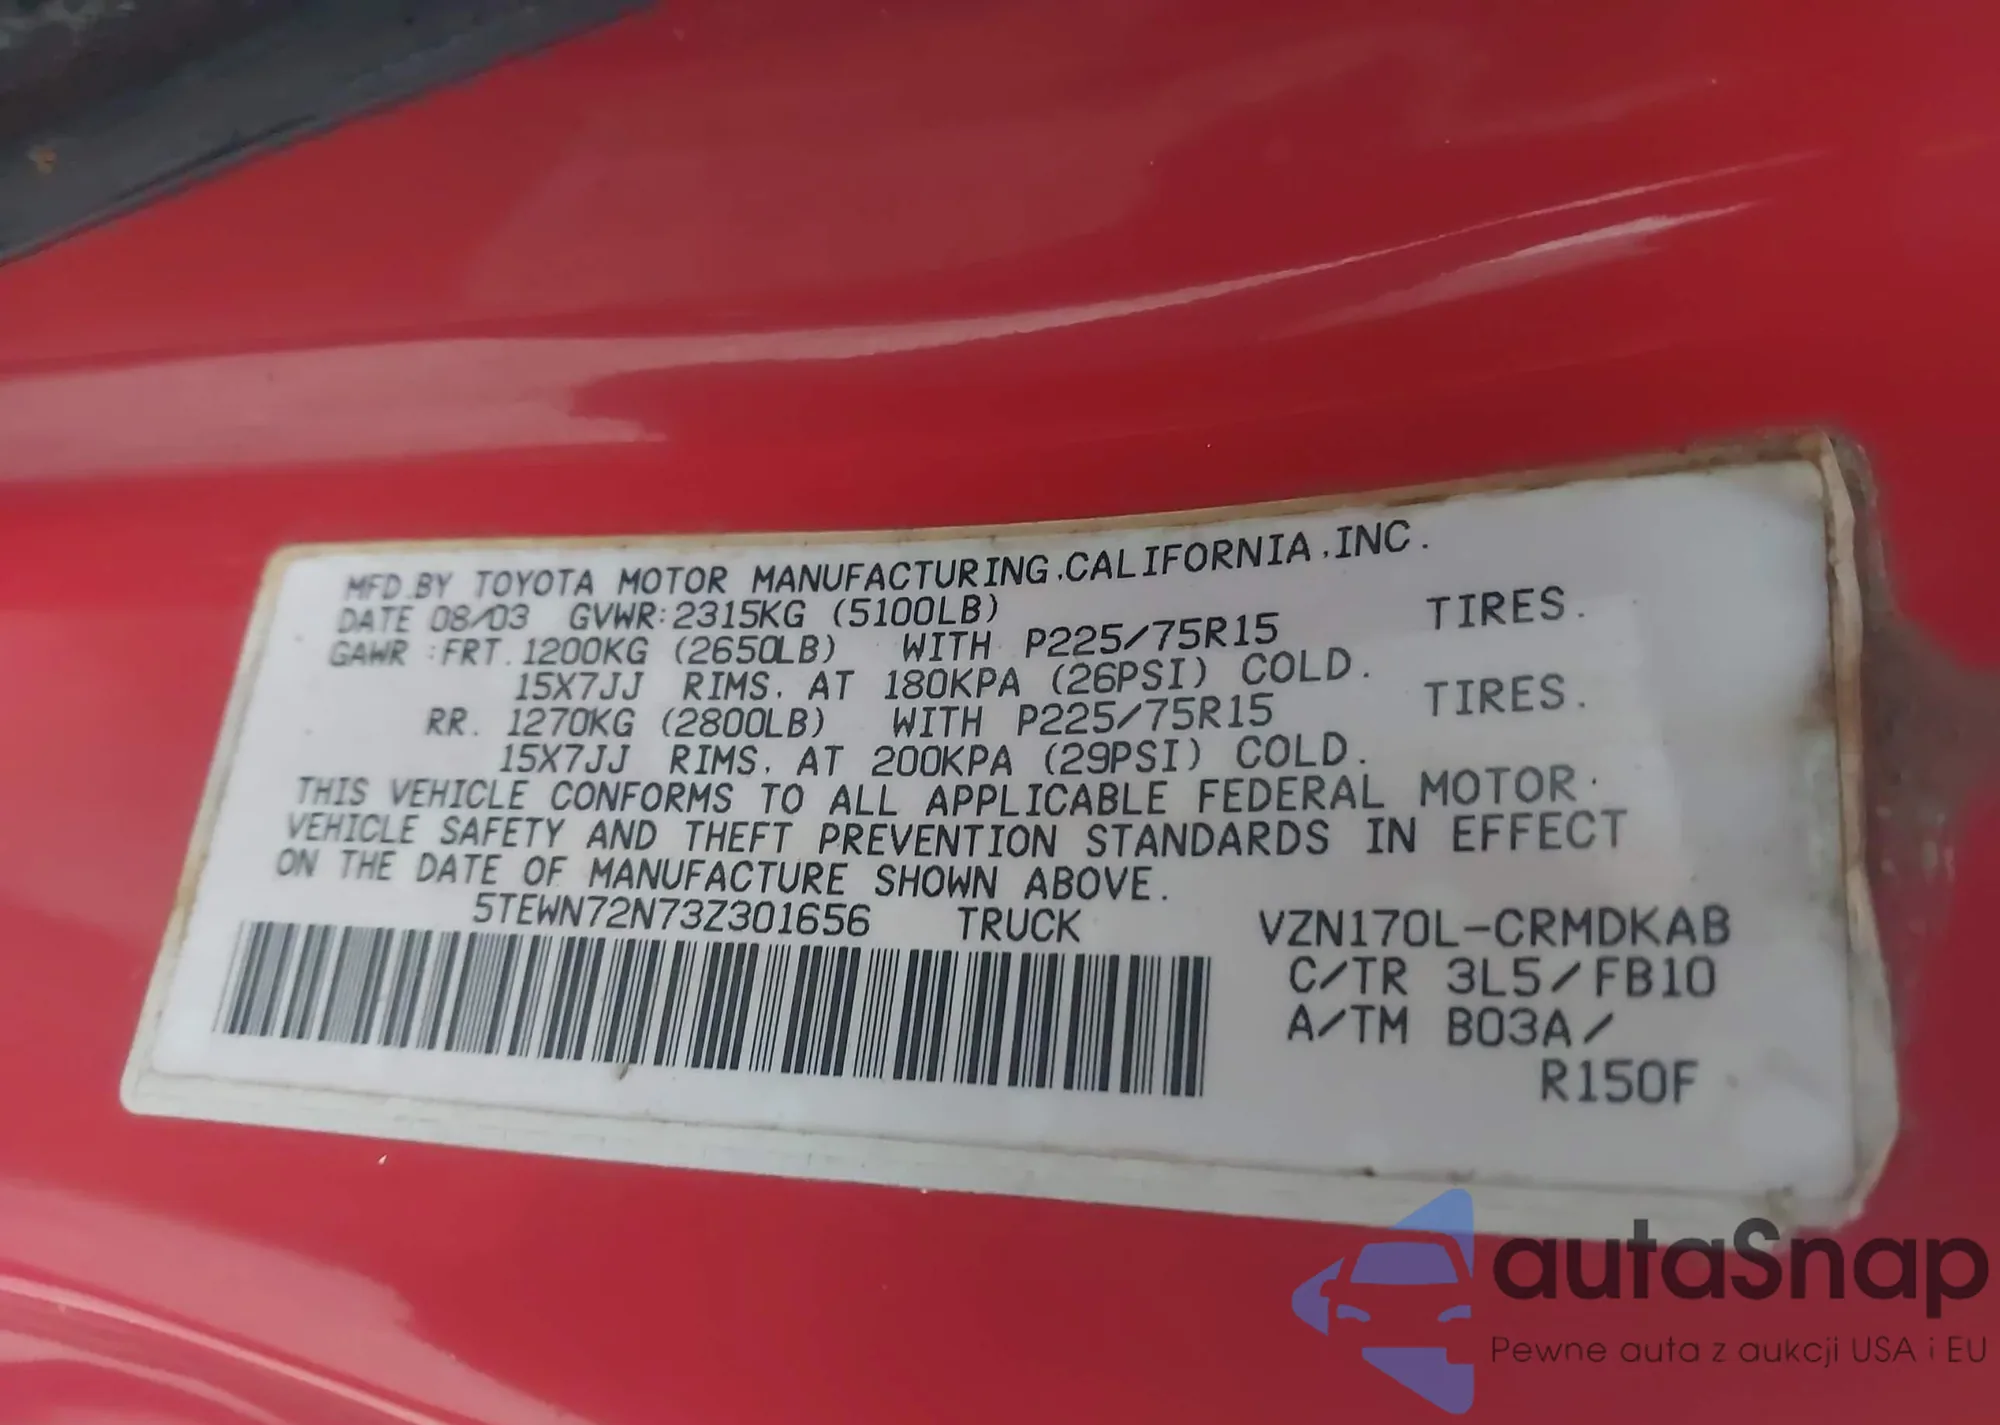 MFD.BY TOYOTA MOTOR MANUFACTURING,CALIFORNIA,INC.
DATE 08/03 GVWR:2315KG (5100LB)
GAWR :FRT.1200KG (2650LB) WITH P225/75R15 TIRES.
15X7JJ RIMS, AT 180KPA (26PSI) COLD.
RR. 1270KG (2800LB) WITH P225/75R15 TIRES.
15X7JJ RIMS, AT 200KPA (29PSI) COLD.
THIS VEHICLE CONFORMS TO ALL APPLICABLE FEDERAL MOTOR
VEHICLE SAFETY AND THEFT PREVENTION STANDARDS IN EFFECT
ON THE DATE OF MANUFACTURE SHOWN ABOVE.
5TEWN72N73Z301656 TRUCK VZN170L-CRMDKAB
C/TR 3L5/FB10
A/TM B03A/
R150F
autaSnap
Pewne auta z aukcji USA i EU